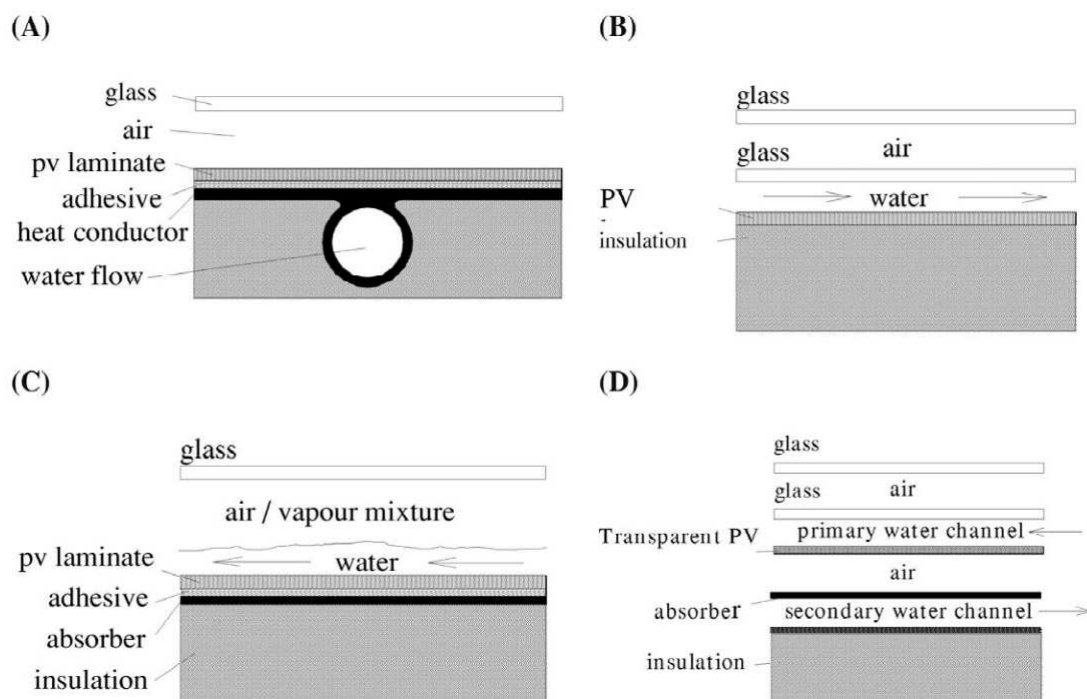 (A)
glass
air
pv laminate
adhesive
heat conductor
water flow
(B)
glass
glass
air
water
PV
insulation
(C)
glass
air / vapour mixture
water
pv laminate
adhesive
absorber
insulation
(D)
glass
glass
air
primary water channel
Transparent PV
air
absorber
secondary water channel
insulation